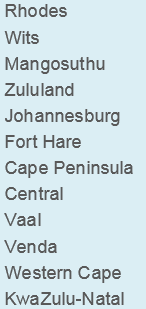 Rhodes
Wits
Mangosuthu
Zululand
Johannesburg
Fort Hare
Cape Peninsula
Central
Vaal
Venda
Western Cape
KwaZulu-Natal